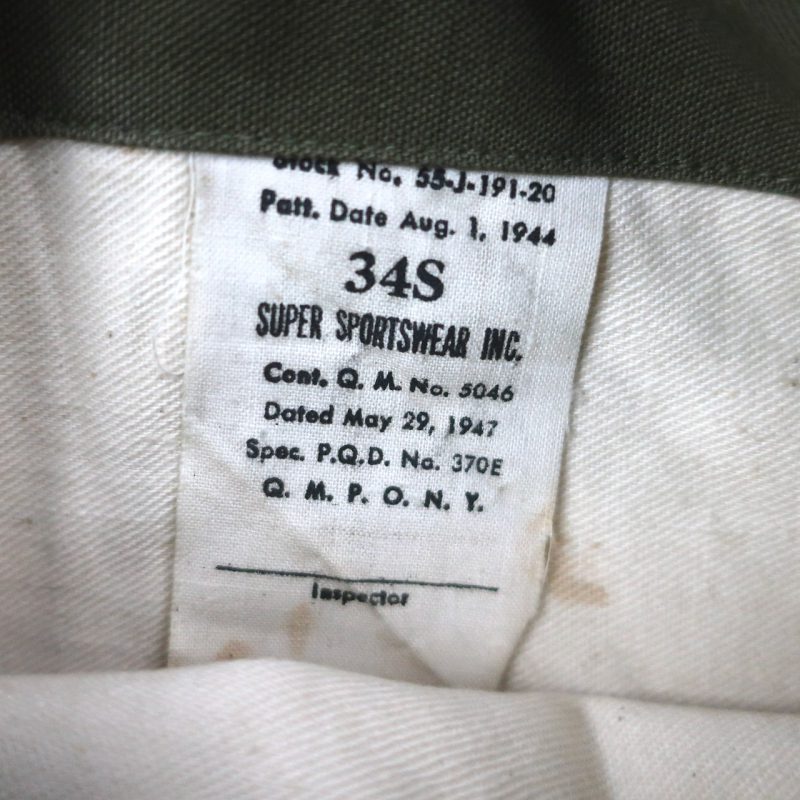 Stock No. 55-J-191-20
Patt. Date Aug. 1, 1944
34S
SUPER SPORTSWEAR INC.
Cont. Q. M. No. 5046
Dated May 29, 1947
Spec. P.Q.D. No. 370E
Q. M. P. O. N. Y.
Inspector